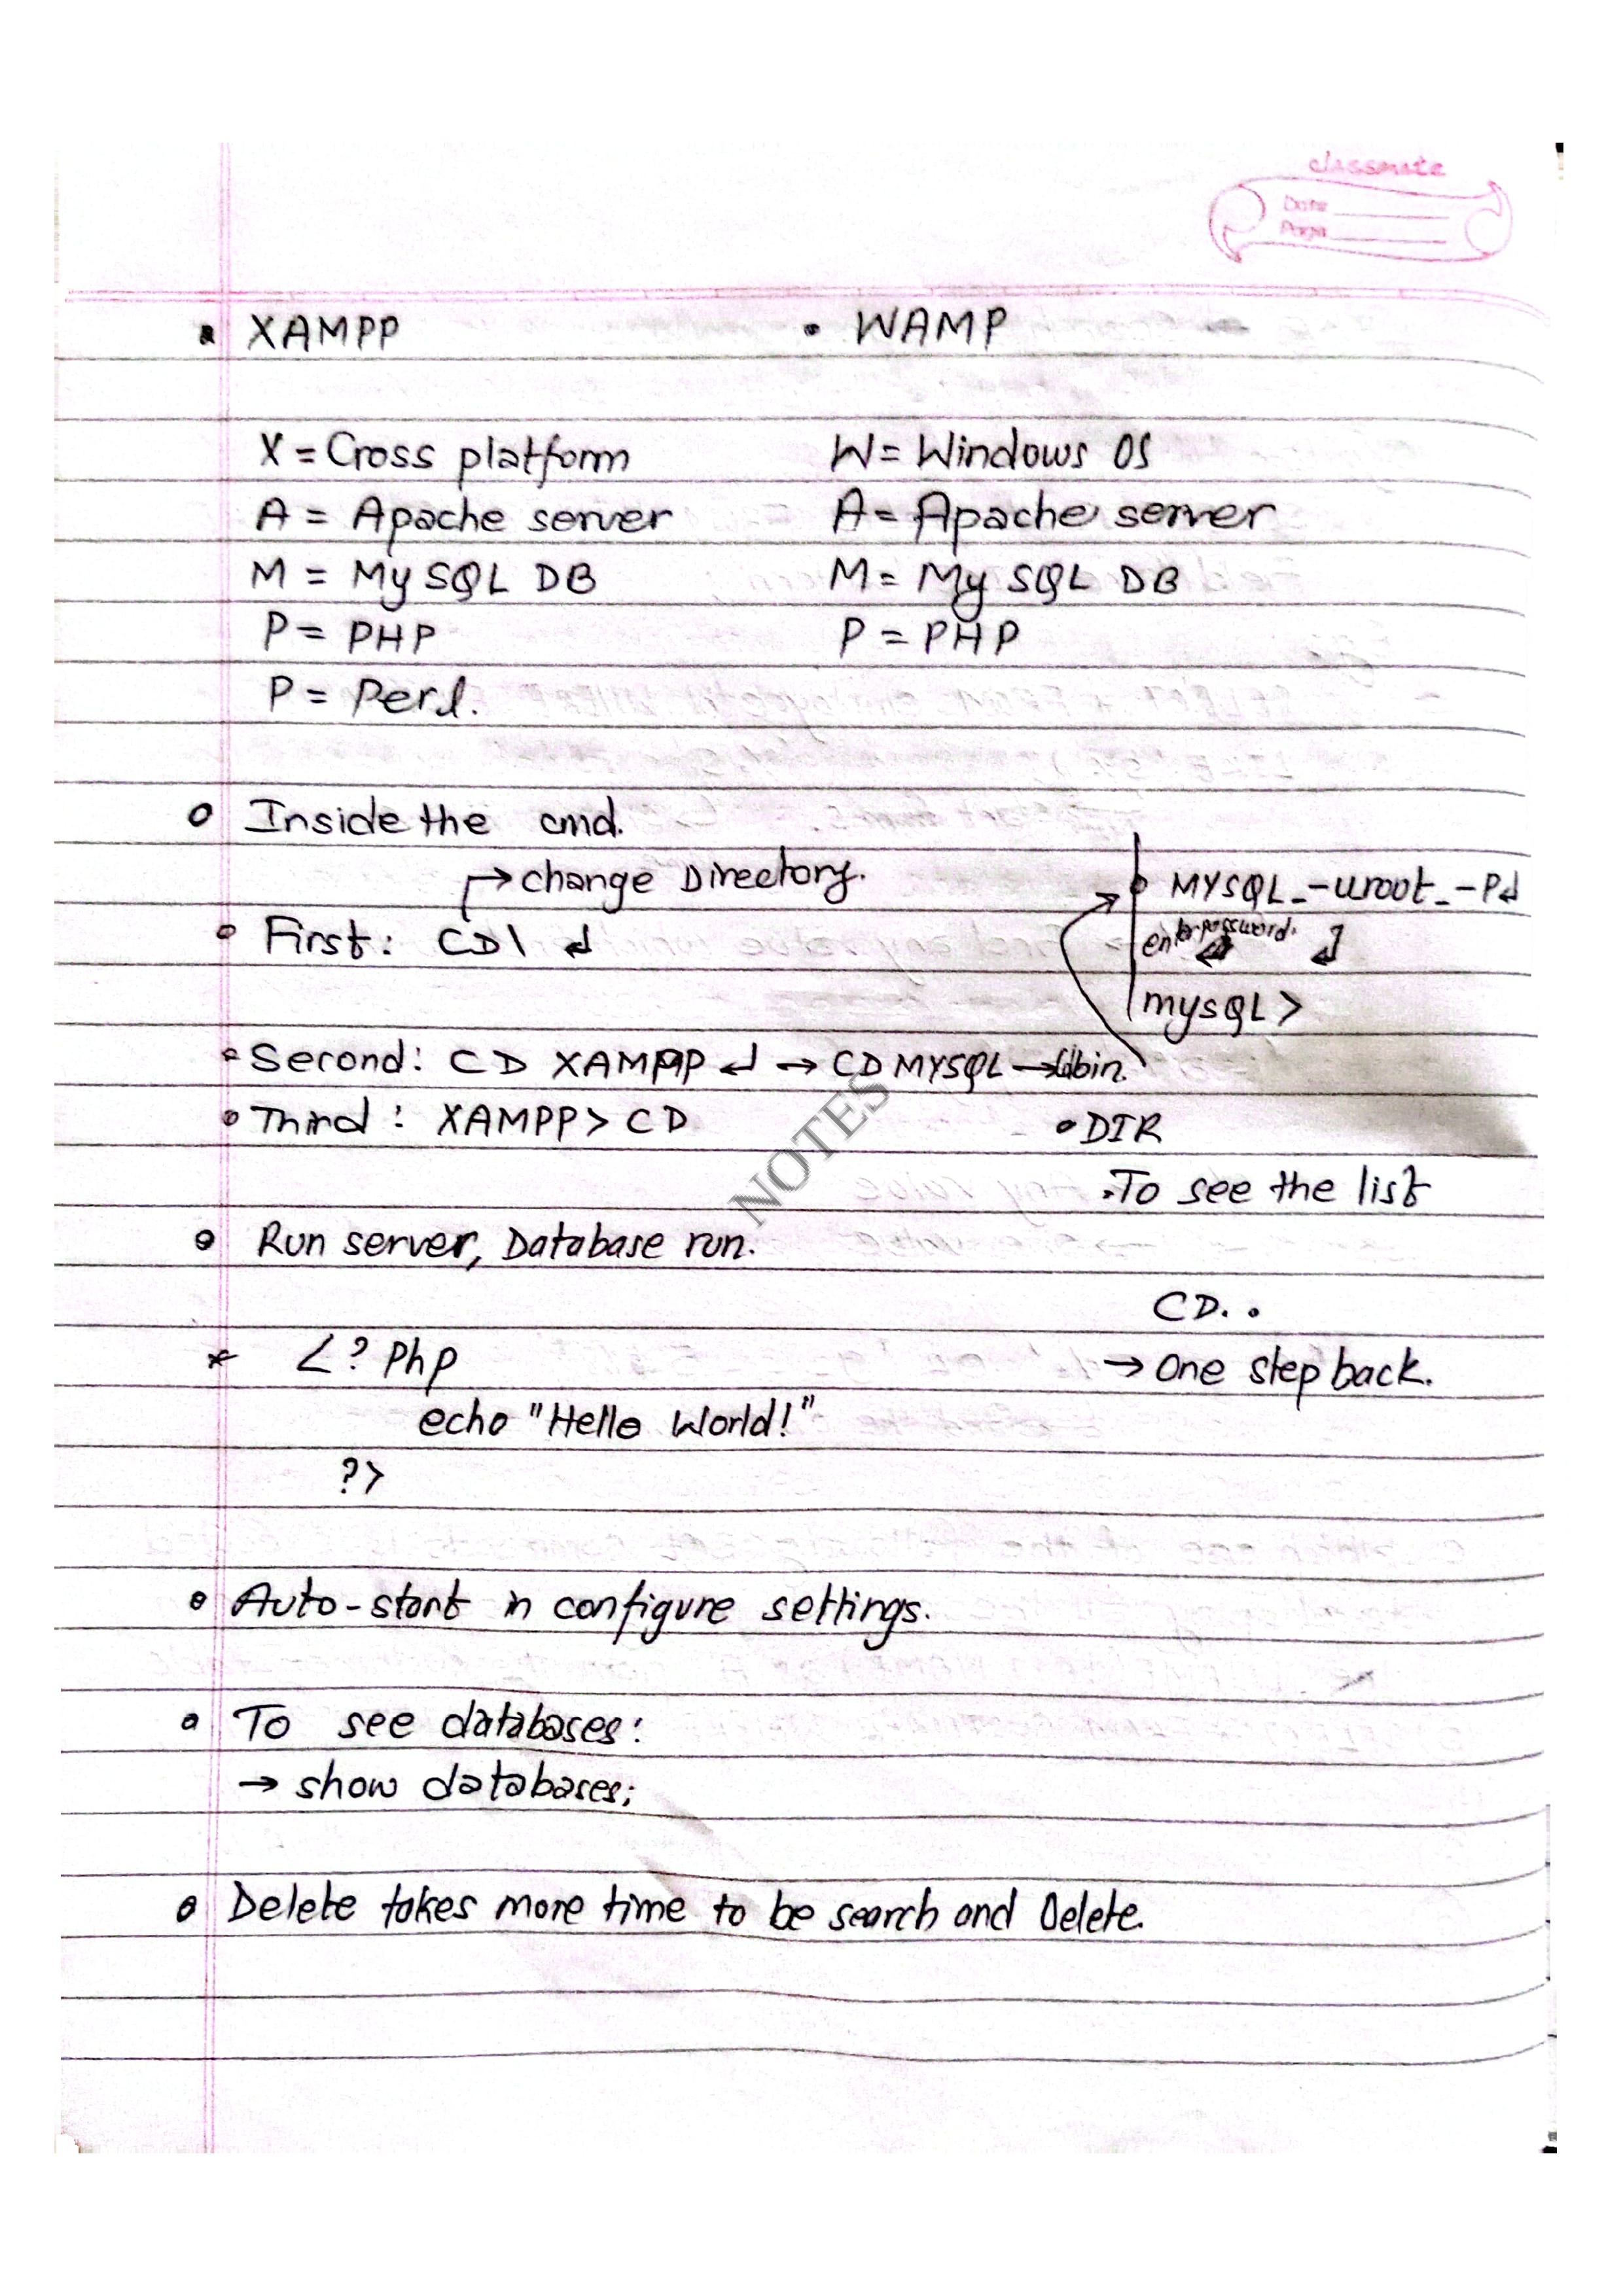 classmate
Date
Page
• XAMPP • WAMP
X = Cross platform W = Windows OS
A = Apache server A = Apache server
M = My SQL DB M = My SQL DB
P = PHP P = PHP
P = Perl.
Inside the cmd.
→ change Directory.
MYSQL_-uroot_-P↲
First: CD\ ↲
enter password: ↲
mySQL >
Second: CD XAMPP ↲ → CD MYSQL → bin.
Third : XAMPP> CD
• DIR
• To see the list
Run server, Database run.
CD..
* <? Php
→ One step back.
echo "Hello World!"
?>
Auto-start in configure settings.
To see databases:
→ show databases;
Delete takes more time to be search and Delete.
NOTES